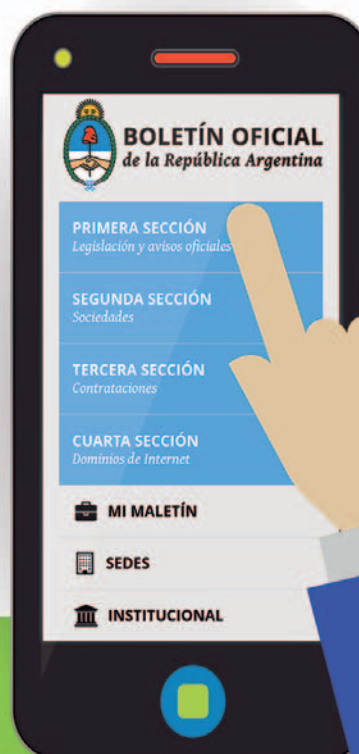 BOLETÍN OFICIAL
de la República Argentina
PRIMERA SECCIÓN
Legislación y avisos oficiales
SEGUNDA SECCIÓN
Sociedades
TERCERA SECCIÓN
Contrataciones
CUARTA SECCIÓN
Dominios de Internet
MI MALETÍN
SEDES
INSTITUCIONAL